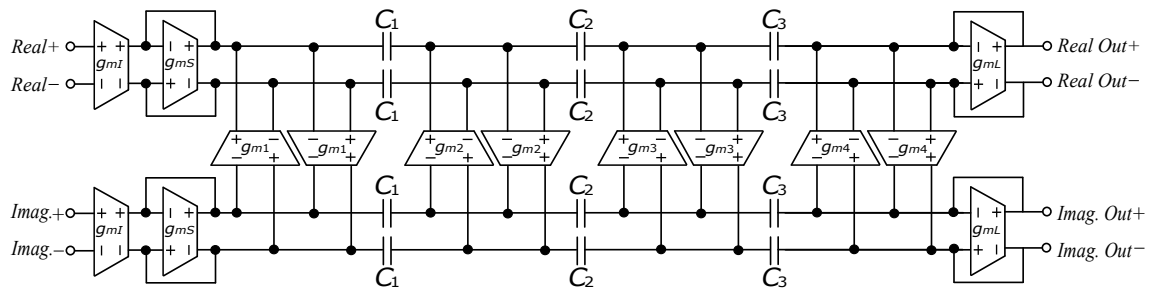 C1 C2 C3
Real+ + + gmI − − − − gmS + − − + gmL − − Real Out+
Real− Real Out−
C1 C2 C3
+ − gm1 − + − + gm1 + − + − gm2 − + − + gm2 + − + − gm3 − + − + gm3 + − + − gm4 − + − + gm4 + −
C1 C2 C3
Imag.+ + + gmI − − − − gmS + − − + gmL − − Imag. Out+
Imag.− Imag. Out−
C1 C2 C3